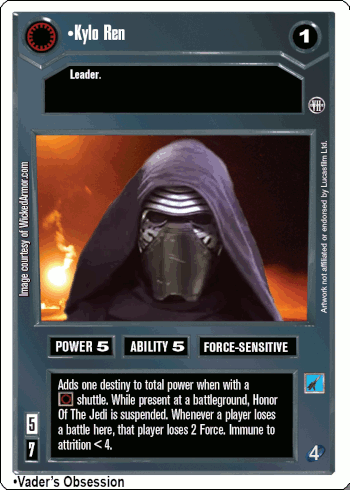 •Kylo Ren
1
Leader.
VII
Image courtesy of WickedArmor.com
Artwork not affiliated or endorsed by Lucasfilm Ltd.
POWER 5
ABILITY 5
FORCE-SENSITIVE
Adds one destiny to total power when with a
shuttle. While present at a battleground, Honor
Of The Jedi is suspended. Whenever a player loses
a battle here, that player loses 2 Force. Immune to
attrition < 4.
5
7
4
•Vader's Obsession